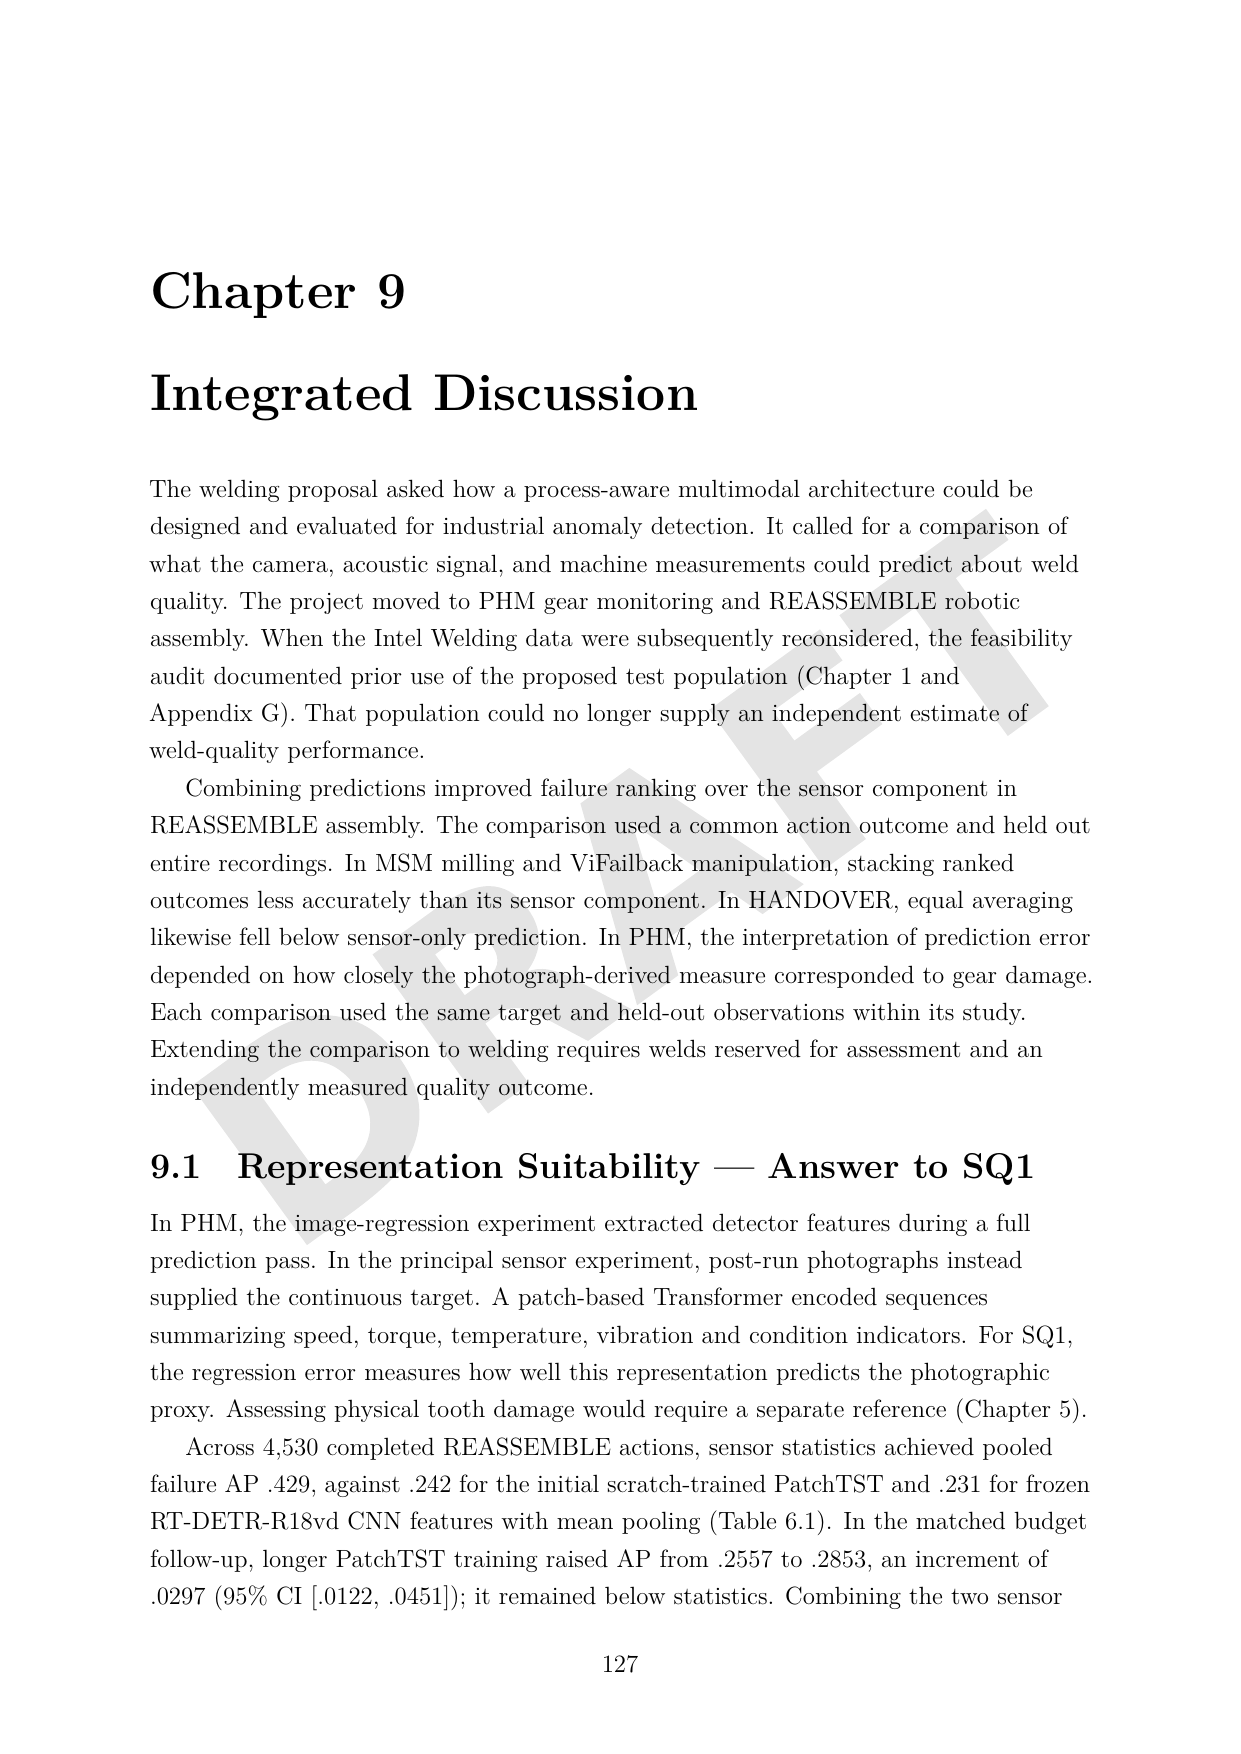 Chapter 9
Integrated Discussion
The welding proposal asked how a process-aware multimodal architecture could be
designed and evaluated for industrial anomaly detection. It called for a comparison of
what the camera, acoustic signal, and machine measurements could predict about weld
quality. The project moved to PHM gear monitoring and REASSEMBLE robotic
assembly. When the Intel Welding data were subsequently reconsidered, the feasibility
audit documented prior use of the proposed test population (Chapter 1 and
Appendix G). That population could no longer supply an independent estimate of
weld-quality performance.
Combining predictions improved failure ranking over the sensor component in
REASSEMBLE assembly. The comparison used a common action outcome and held out
entire recordings. In MSM milling and ViFailback manipulation, stacking ranked
outcomes less accurately than its sensor component. In HANDOVER, equal averaging
likewise fell below sensor-only prediction. In PHM, the interpretation of prediction error
depended on how closely the photograph-derived measure corresponded to gear damage.
Each comparison used the same target and held-out observations within its study.
Extending the comparison to welding requires welds reserved for assessment and an
independently measured quality outcome.
9.1 Representation Suitability — Answer to SQ1
In PHM, the image-regression experiment extracted detector features during a full
prediction pass. In the principal sensor experiment, post-run photographs instead
supplied the continuous target. A patch-based Transformer encoded sequences
summarizing speed, torque, temperature, vibration and condition indicators. For SQ1,
the regression error measures how well this representation predicts the photographic
proxy. Assessing physical tooth damage would require a separate reference (Chapter 5).
Across 4,530 completed REASSEMBLE actions, sensor statistics achieved pooled
failure AP .429, against .242 for the initial scratch-trained PatchTST and .231 for frozen
RT-DETR-R18vd CNN features with mean pooling (Table 6.1). In the matched budget
follow-up, longer PatchTST training raised AP from .2557 to .2853, an increment of
.0297 (95% CI [.0122, .0451]); it remained below statistics. Combining the two sensor
127
DRAFT